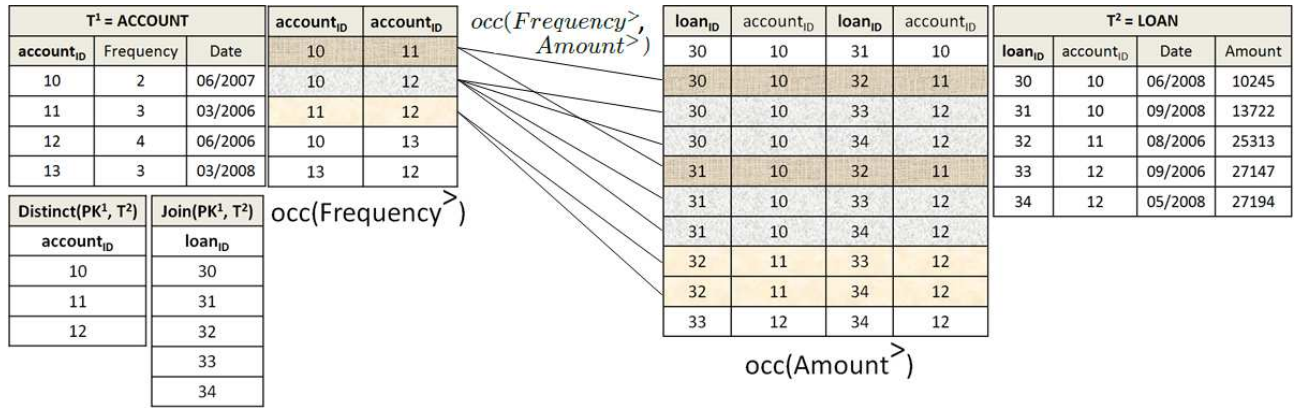 T¹ = ACCOUNT
account_ID Frequency Date
10 2 06/2007
11 3 03/2006
12 4 06/2006
13 3 03/2008
account_ID account_ID
10 11
10 12
11 12
10 13
13 12
occ(Frequency^>)
Distinct(PK¹, T²)
account_ID
10
11
12
Join(PK¹, T²)
loan_ID
30
31
32
33
34
occ(Frequency^>,
Amount^>)
loan_ID account_ID loan_ID account_ID
30 10 31 10
30 10 32 11
30 10 33 12
30 10 34 12
31 10 32 11
31 10 33 12
31 10 34 12
32 11 33 12
32 11 34 12
33 12 34 12
occ(Amount^>)
T² = LOAN
loan_ID account_ID Date Amount
30 10 06/2008 10245
31 10 09/2008 13722
32 11 08/2006 25313
33 12 09/2006 27147
34 12 05/2008 27194